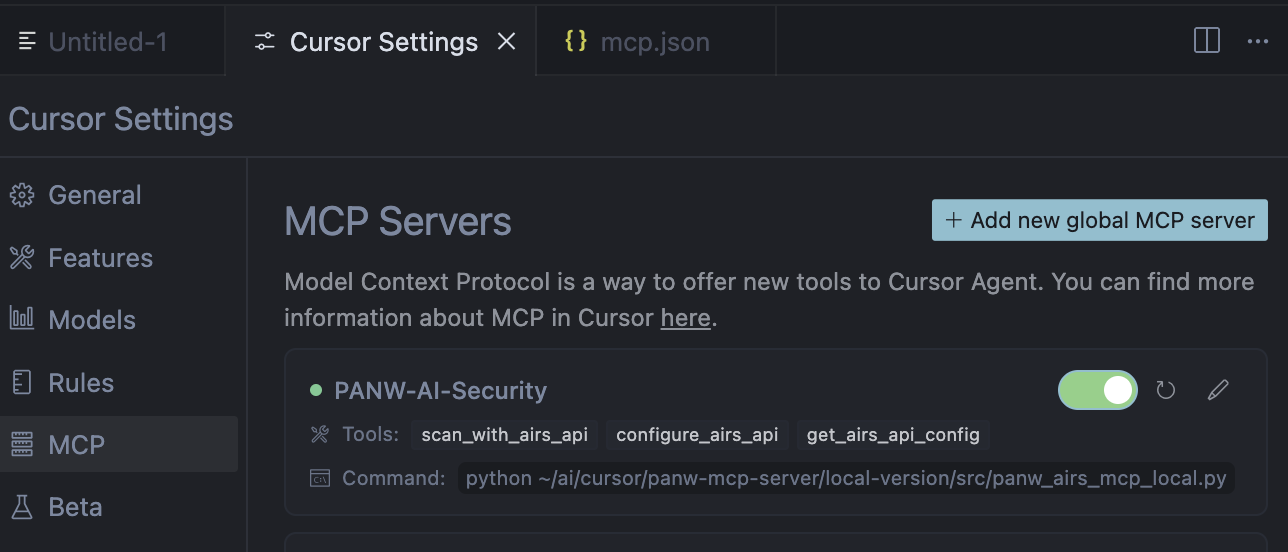 Untitled-1
Cursor Settings
mcp.json
Cursor Settings
General
Features
Models
Rules
MCP
Beta
MCP Servers
+ Add new global MCP server
Model Context Protocol is a way to offer new tools to Cursor Agent. You can find more
information about MCP in Cursor here.
PANW-AI-Security
Tools: scan_with_airs_api configure_airs_api get_airs_api_config
Command: python ~/ai/cursor/panw-mcp-server/local-version/src/panw_airs_mcp_local.py